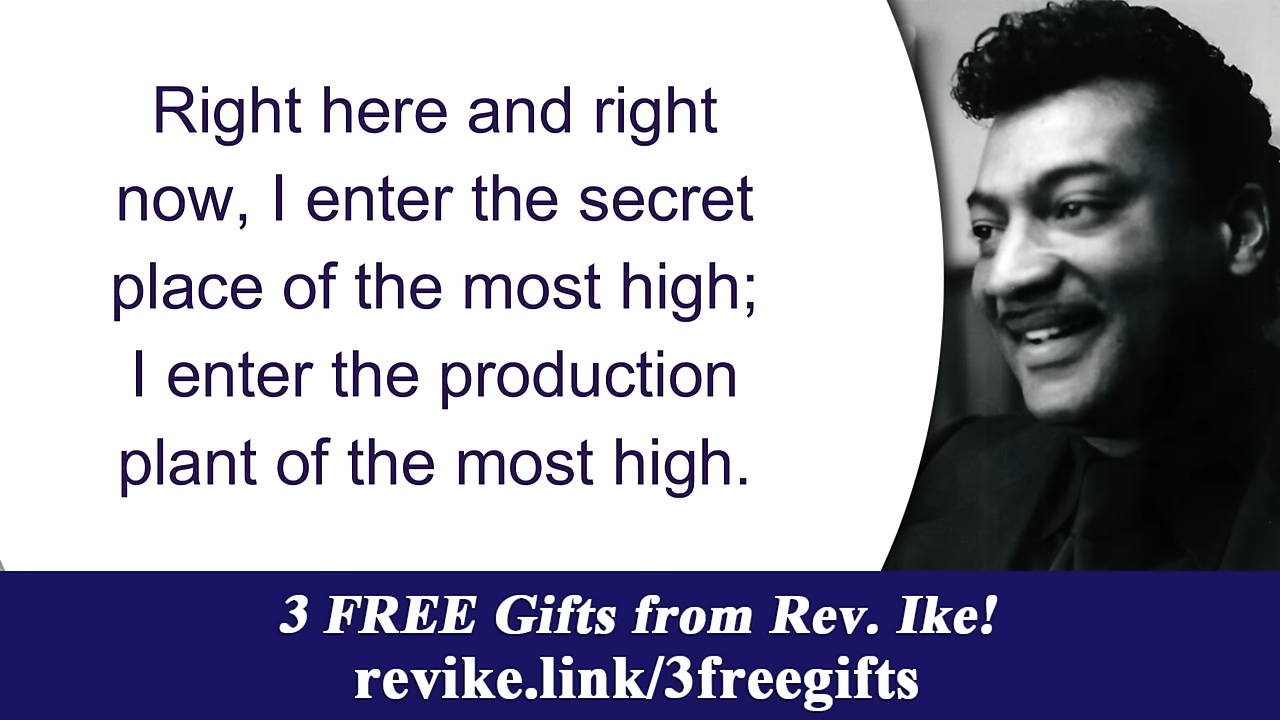 Right here and right
now, I enter the secret
place of the most high;
I enter the production
plant of the most high.
3 FREE Gifts from Rev. Ike!
revike.link/3freegifts